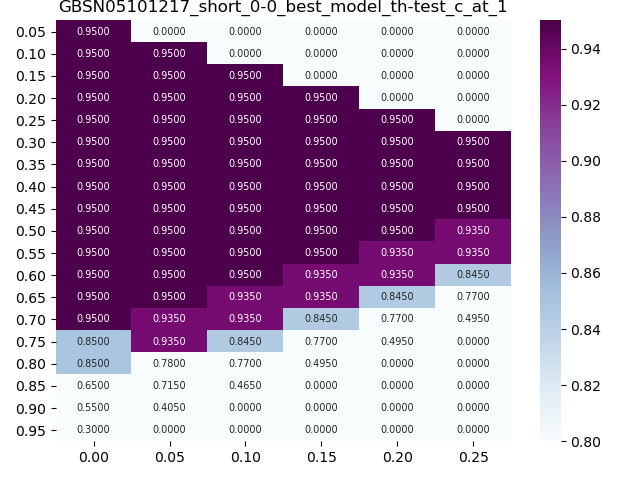 GBSN05101217_short_0-0_best_model_th-test_c_at_1
0.05 0.9500 0.0000 0.0000 0.0000 0.0000 0.0000
0.10 0.9500 0.9500 0.0000 0.0000 0.0000 0.0000
0.15 0.9500 0.9500 0.9500 0.0000 0.0000 0.0000
0.20 0.9500 0.9500 0.9500 0.9500 0.0000 0.0000
0.25 0.9500 0.9500 0.9500 0.9500 0.9500 0.0000
0.30 0.9500 0.9500 0.9500 0.9500 0.9500 0.9500
0.35 0.9500 0.9500 0.9500 0.9500 0.9500 0.9500
0.40 0.9500 0.9500 0.9500 0.9500 0.9500 0.9500
0.45 0.9500 0.9500 0.9500 0.9500 0.9500 0.9500
0.50 0.9500 0.9500 0.9500 0.9500 0.9500 0.9350
0.55 0.9500 0.9500 0.9500 0.9500 0.9350 0.9350
0.60 0.9500 0.9500 0.9500 0.9350 0.9350 0.8450
0.65 0.9500 0.9500 0.9350 0.9350 0.8450 0.7700
0.70 0.9500 0.9350 0.9350 0.8450 0.7700 0.4950
0.75 0.8500 0.9350 0.8450 0.7700 0.4950 0.0000
0.80 0.8500 0.7800 0.7700 0.4950 0.0000 0.0000
0.85 0.6500 0.7150 0.4650 0.0000 0.0000 0.0000
0.90 0.5500 0.4050 0.0000 0.0000 0.0000 0.0000
0.95 0.3000 0.0000 0.0000 0.0000 0.0000 0.0000
0.00 0.05 0.10 0.15 0.20 0.25
0.94
0.92
0.90
0.88
0.86
0.84
0.82
0.80